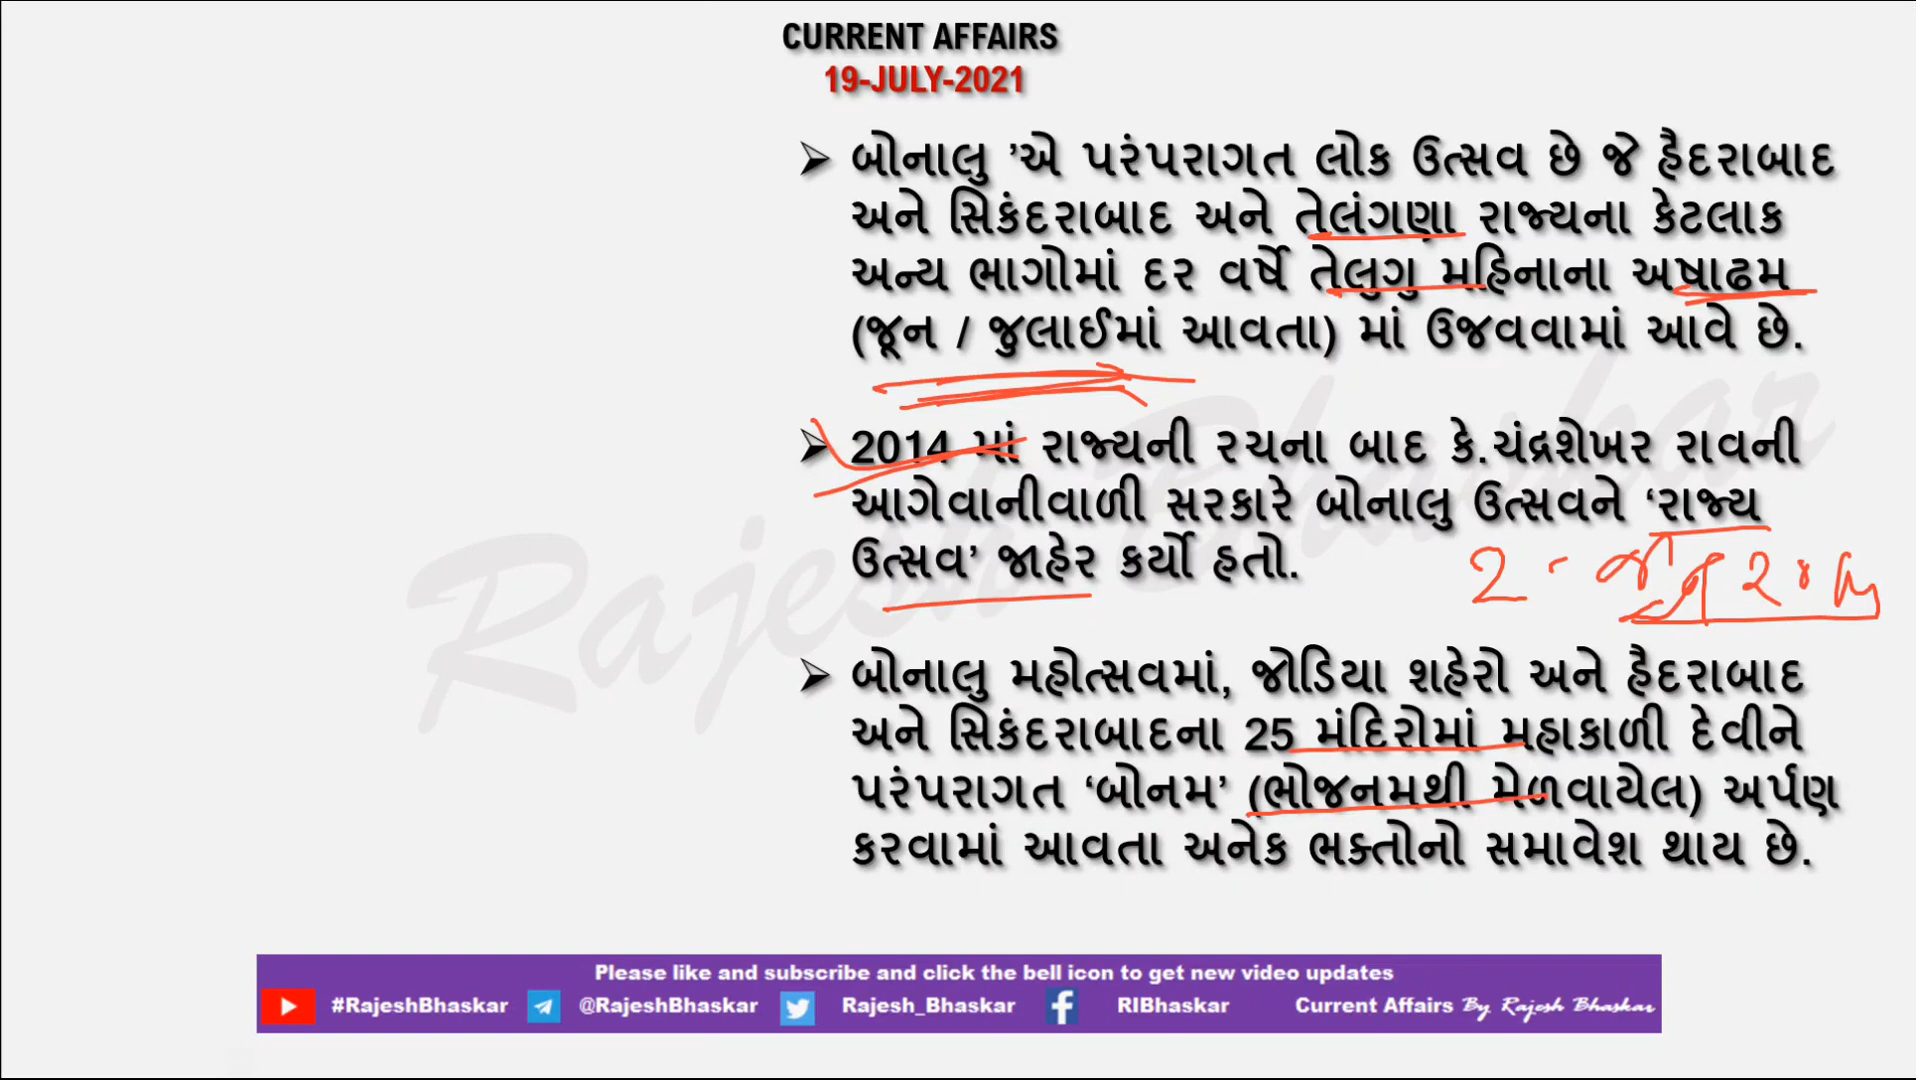 CURRENT AFFAIRS
19-JULY-2021
બોનાલુ ’એ પરંપરાગત લોક ઉત્સવ છે જે હૈદરાબાદ
અને સિકંદરાબાદ અને તેલંગણા રાજ્યના કેટલાક
અન્ય ભાગોમાં દર વર્ષે તેલુગુ મહિનાના અષાઢમ
(જૂન / જુલાઈમાં આવતા) માં ઉજવવામાં આવે છે.
2014 માં રાજ્યની રચના બાદ કે.ચંદ્રશેખર રાવની
આગેવાનીવાળી સરકારે બોનાલુ ઉત્સવને ‘રાજ્ય
ઉત્સવ’ જાહેર કર્યો હતો.
બોનાલુ મહોત્સવમાં, જોડિયા શહેરો અને હૈદરાબાદ
અને સિકંદરાબાદના 25 મંદિરોમાં મહાકાળી દેવીને
પરંપરાગત ‘બોનમ’ (ભોજનમથી મેળવાયેલ) અર્પણ
કરવામાં આવતા અનેક ભક્તોનો સમાવેશ થાય છે.
Rajesh Bhaskar
Please like and subscribe and click the bell icon to get new video updates
#RajeshBhaskar @RajeshBhaskar Rajesh_Bhaskar RIBhaskar Current Affairs By Rajesh Bhaskar